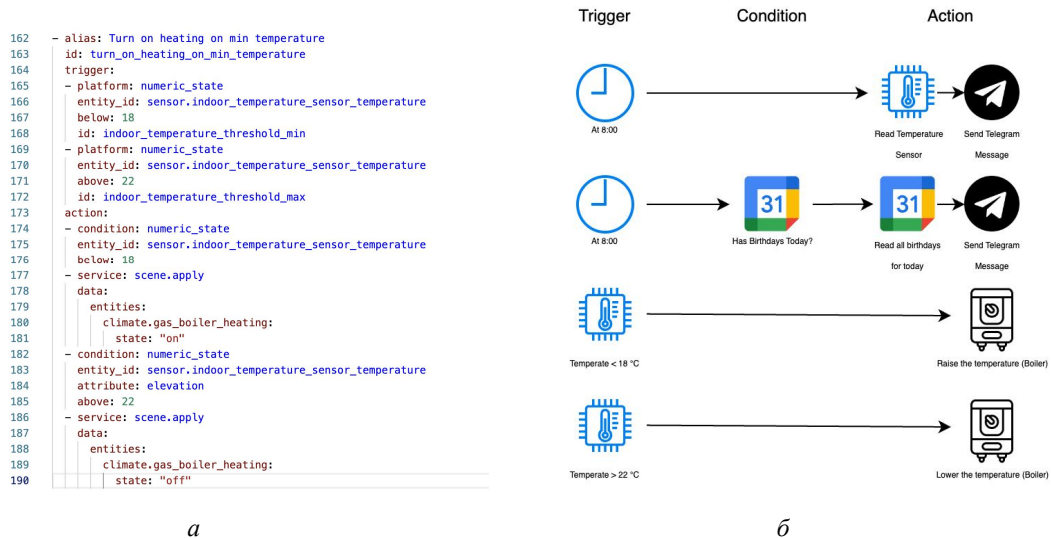 162 - alias: Turn on heating on min temperature
163 id: turn_on_heating_on_min_temperature
164 trigger:
165 - platform: numeric_state
166 entity_id: sensor.indoor_temperature_sensor_temperature
167 below: 18
168 id: indoor_temperature_threshold_min
169 - platform: numeric_state
170 entity_id: sensor.indoor_temperature_sensor_temperature
171 above: 22
172 id: indoor_temperature_threshold_max
173 action:
174 - condition: numeric_state
175 entity_id: sensor.indoor_temperature_sensor_temperature
176 below: 18
177 - service: scene.apply
178 data:
179 entities:
180 climate.gas_boiler_heating:
181 state: "on"
182 - condition: numeric_state
183 entity_id: sensor.indoor_temperature_sensor_temperature
184 attribute: elevation
185 above: 22
186 - service: scene.apply
187 data:
188 entities:
189 climate.gas_boiler_heating:
190 state: "off"
а
Trigger Condition Action
At 8:00
Read Temperature
Sensor
Send Telegram
Message
At 8:00
31
Has Birthdays Today?
31
Read all birthdays
for today
Send Telegram
Message
Temperate < 18 °C
Raise the temperature (Boiler)
Temperate > 22 °C
Lower the temperature (Boiler)
б